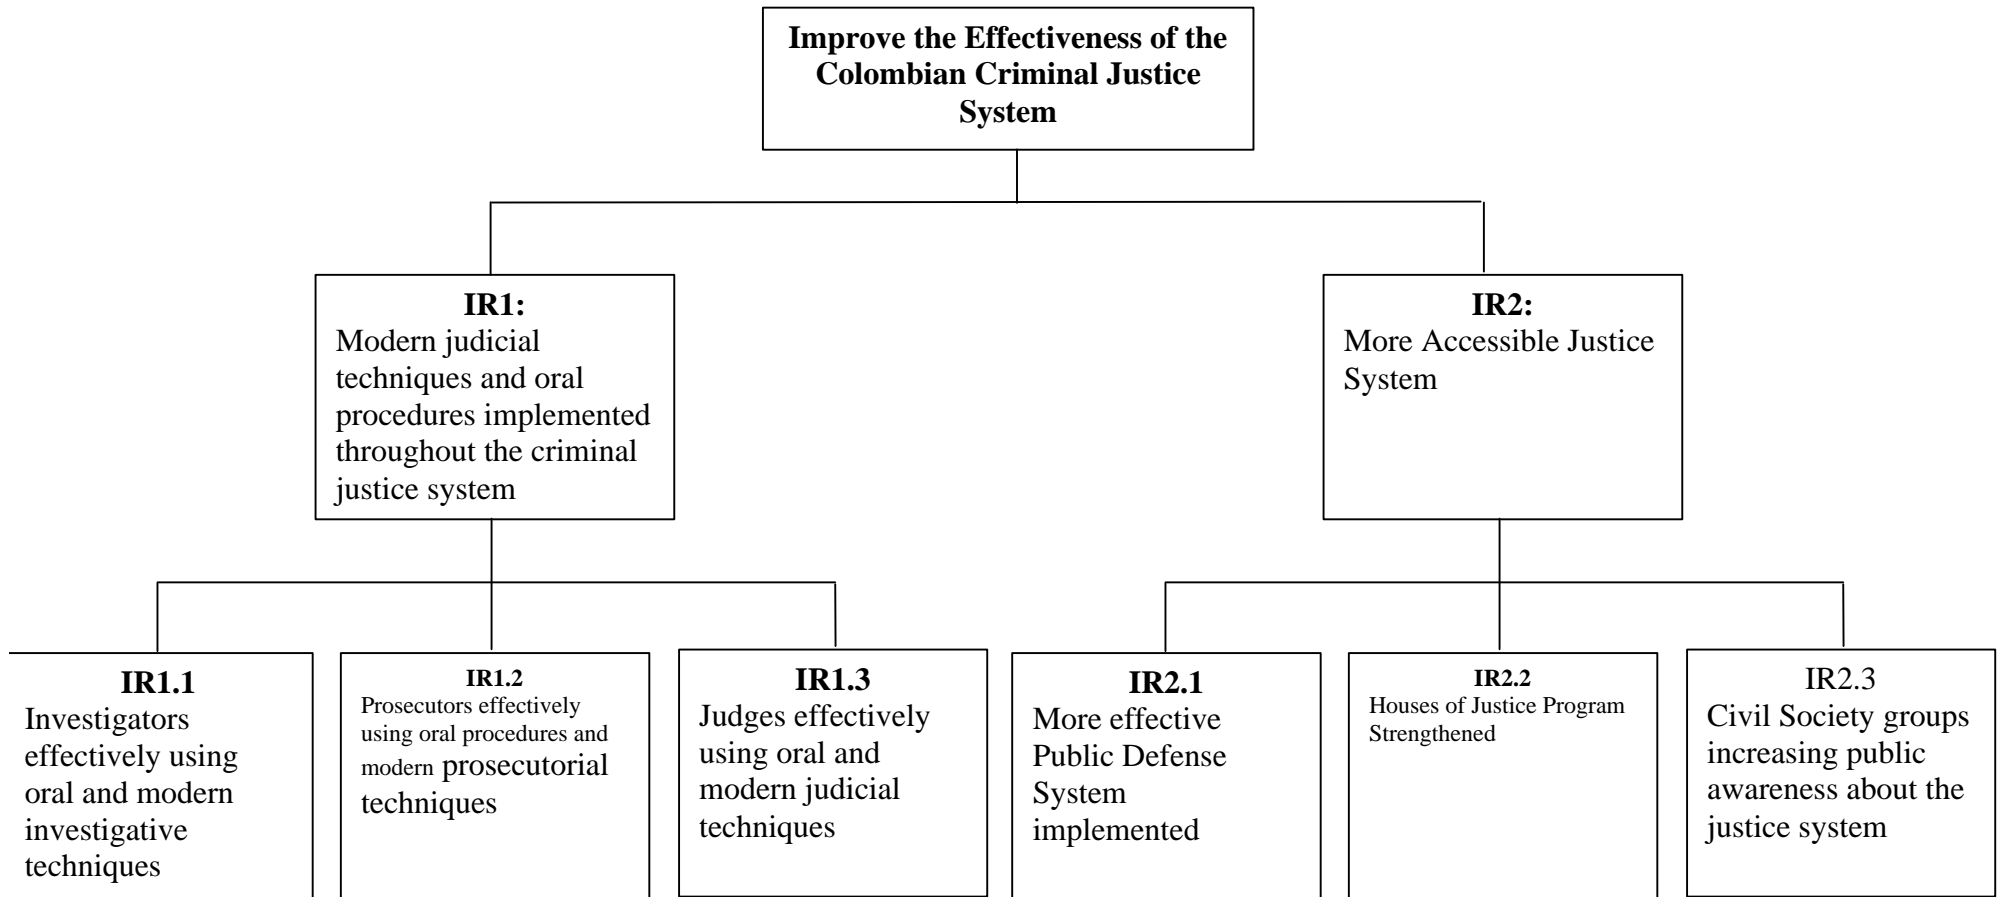 Improve the Effectiveness of the
Colombian Criminal Justice
System
IR1:
Modern judicial
techniques and oral
procedures implemented
throughout the criminal
justice system
IR2:
More Accessible Justice
System
IR1.1
Investigators
effectively using
oral and modern
investigative
techniques
IR1.2
Prosecutors effectively
using oral procedures and
modern prosecutorial
techniques
IR1.3
Judges effectively
using oral and
modern judicial
techniques
IR2.1
More effective
Public Defense
System
implemented
IR2.2
Houses of Justice Program
Strengthened
IR2.3
Civil Society groups
increasing public
awareness about the
justice system